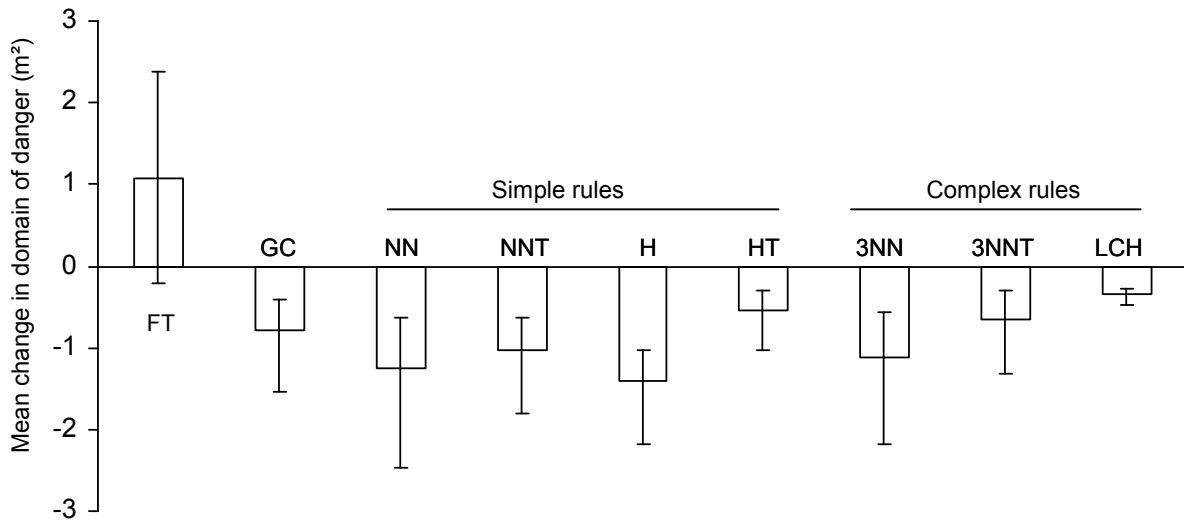 Mean change in domain of danger (m²)
3
2
1
0
-1
-2
-3
Simple rules
Complex rules
FT
GC
NN
NNT
H
HT
3NN
3NNT
LCH